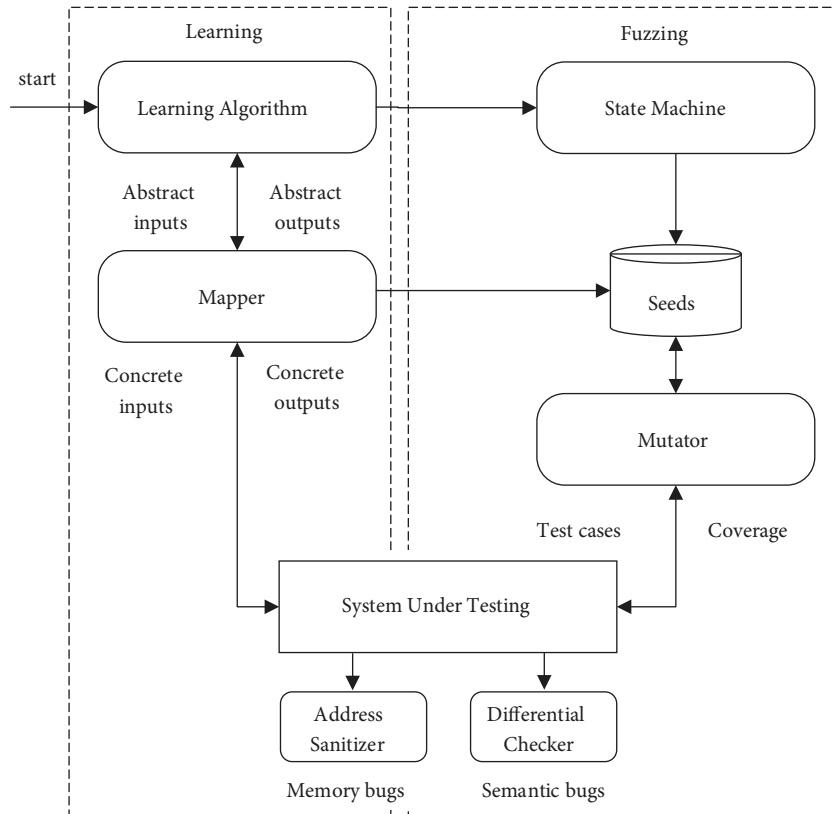 Learning
Fuzzing
start
Learning Algorithm
State Machine
Abstract inputs
Abstract outputs
Mapper
Seeds
Concrete inputs
Concrete outputs
Mutator
Test cases
Coverage
System Under Testing
Address
Sanitizer
Differential
Checker
Memory bugs
Semantic bugs